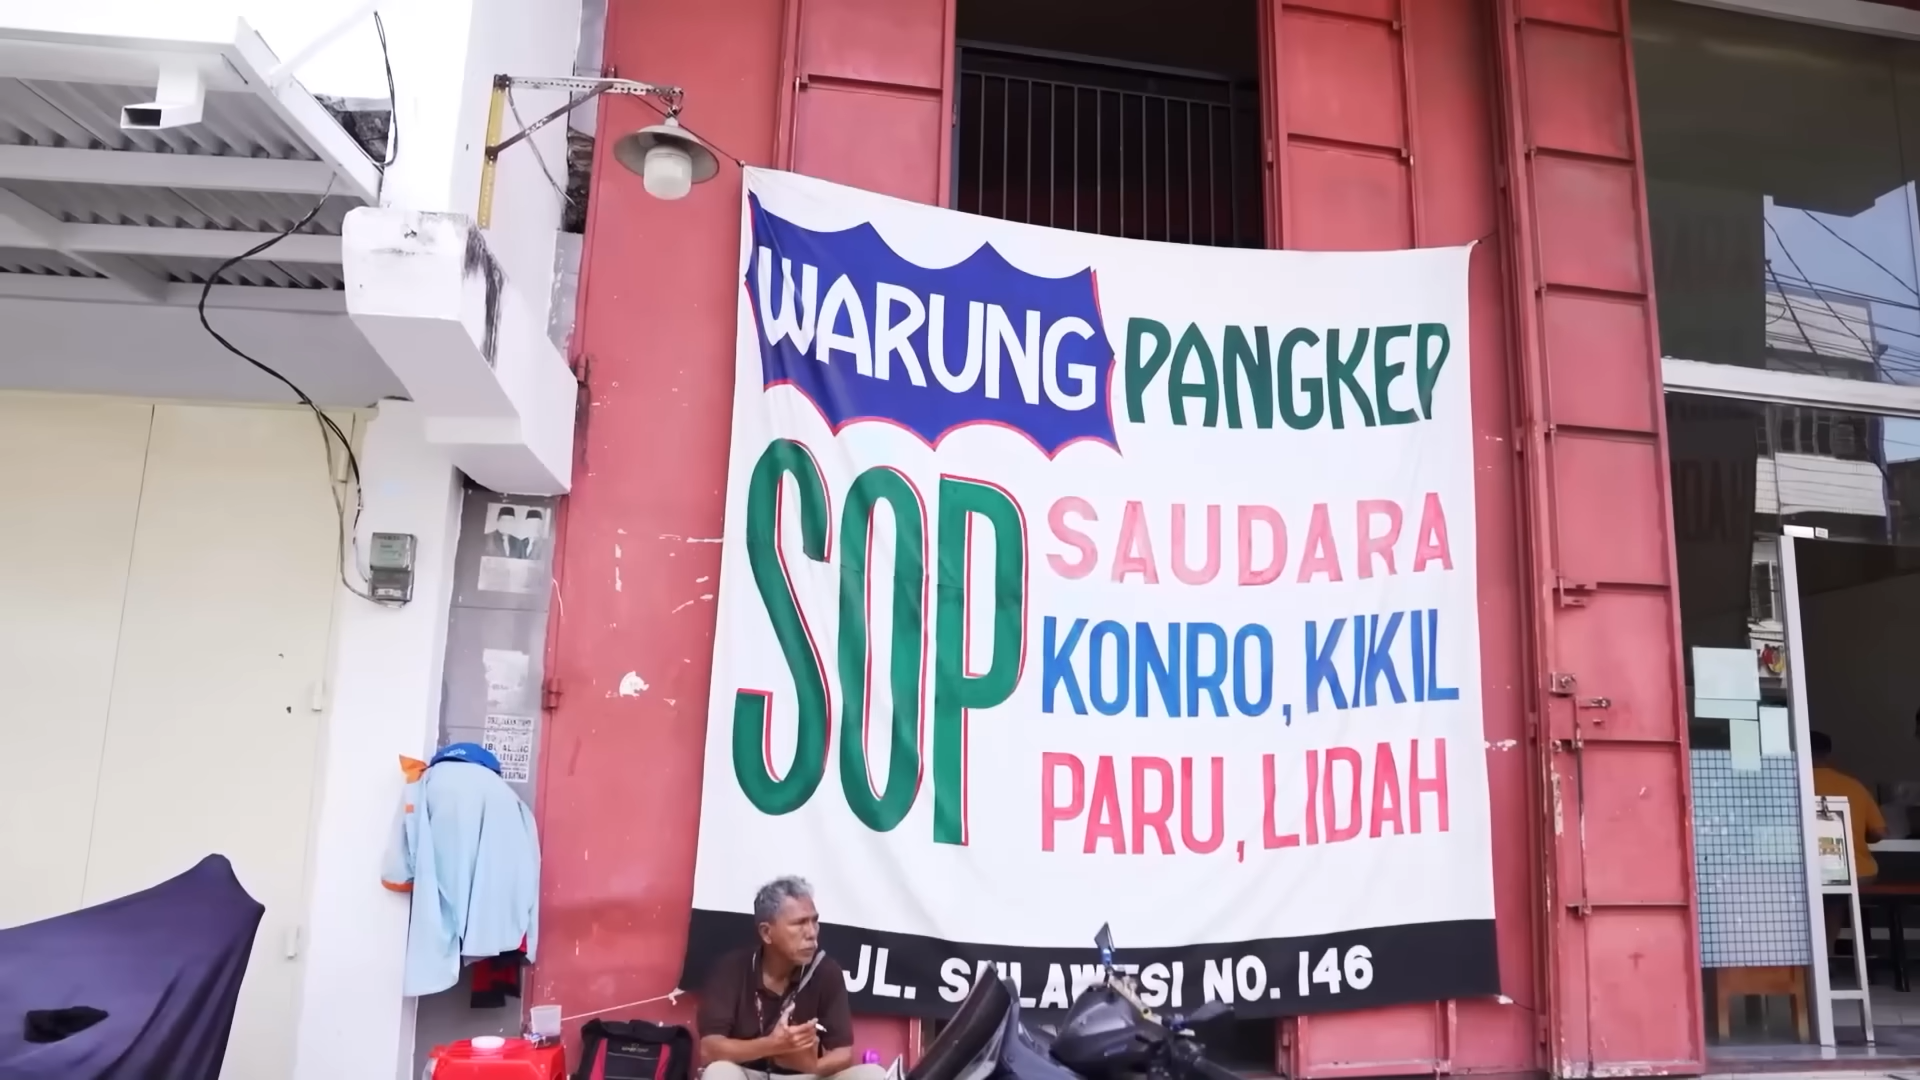 WARUNG PANGKEP
SOP
SAUDARA
KONRO, KIKIL
PARU, LIDAH
JL. SULAWESI NO. 146